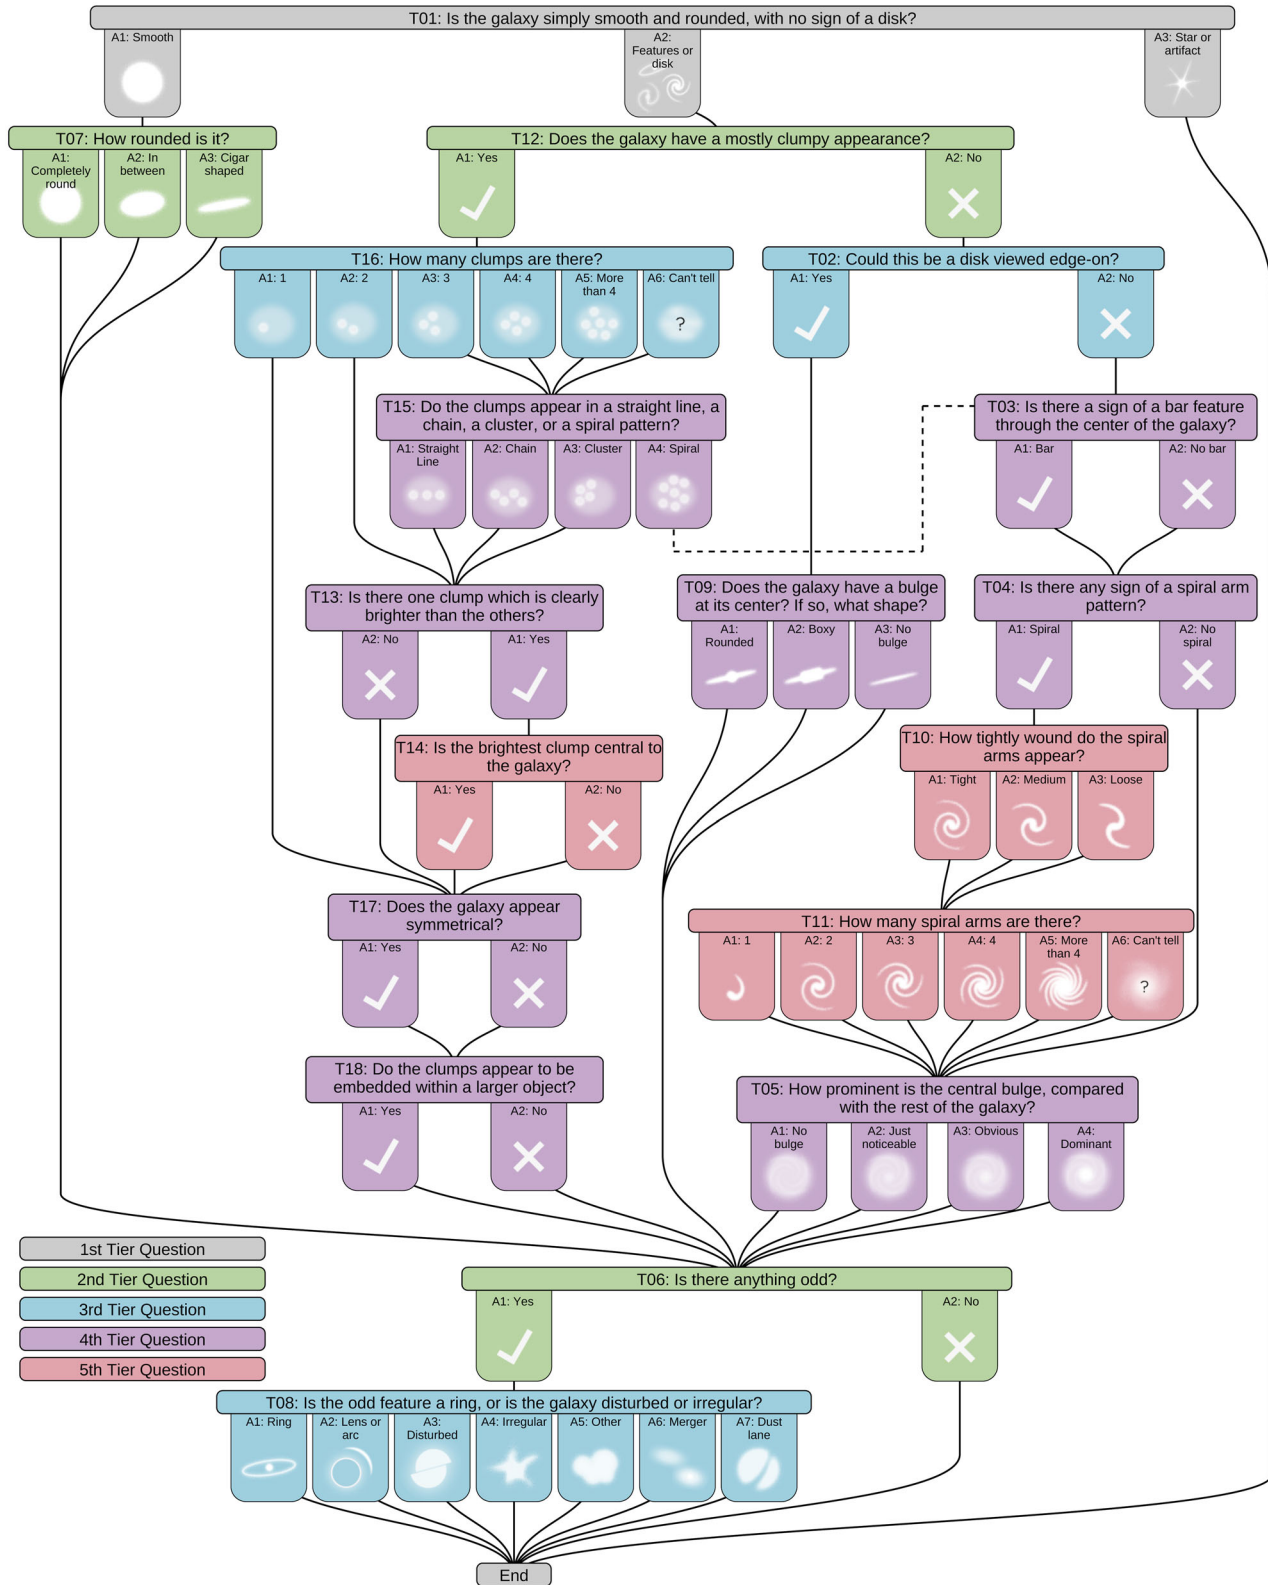 T01: Is the galaxy simply smooth and rounded, with no sign of a disk?
A1: Smooth
A2:
Features or
disk
A3: Star or
artifact
T07: How rounded is it?
A1:
Completely
round
A2: In
between
A3: Cigar
shaped
T12: Does the galaxy have a mostly clumpy appearance?
A1: Yes
A2: No
T16: How many clumps are there?
A1: 1
A2: 2
A3: 3
A4: 4
A5: More
than 4
A6: Can't tell
?
T02: Could this be a disk viewed edge-on?
A1: Yes
A2: No
T15: Do the clumps appear in a straight line, a
chain, a cluster, or a spiral pattern?
A1: Straight
Line
A2: Chain
A3: Cluster
A4: Spiral
T03: Is there a sign of a bar feature
through the center of the galaxy?
A1: Bar
A2: No bar
T13: Is there one clump which is clearly
brighter than the others?
A2: No
A1: Yes
T09: Does the galaxy have a bulge
at its center? If so, what shape?
A1:
Rounded
A2: Boxy
A3: No
bulge
T04: Is there any sign of a spiral arm
pattern?
A1: Spiral
A2: No
spiral
T14: Is the brightest clump central to
the galaxy?
A1: Yes
A2: No
T10: How tightly wound do the spiral
arms appear?
A1: Tight
A2: Medium
A3: Loose
T17: Does the galaxy appear
symmetrical?
A1: Yes
A2: No
T11: How many spiral arms are there?
A1: 1
A2: 2
A3: 3
A4: 4
A5: More
than 4
A6: Can't tell
?
T18: Do the clumps appear to be
embedded within a larger object?
A1: Yes
A2: No
T05: How prominent is the central bulge, compared
with the rest of the galaxy?
A1: No
bulge
A2: Just
noticeable
A3: Obvious
A4:
Dominant
1st Tier Question
2nd Tier Question
3rd Tier Question
4th Tier Question
5th Tier Question
T06: Is there anything odd?
A1: Yes
A2: No
T08: Is the odd feature a ring, or is the galaxy disturbed or irregular?
A1: Ring
A2: Lens or
arc
A3:
Disturbed
A4: Irregular
A5: Other
A6: Merger
A7: Dust
lane
End